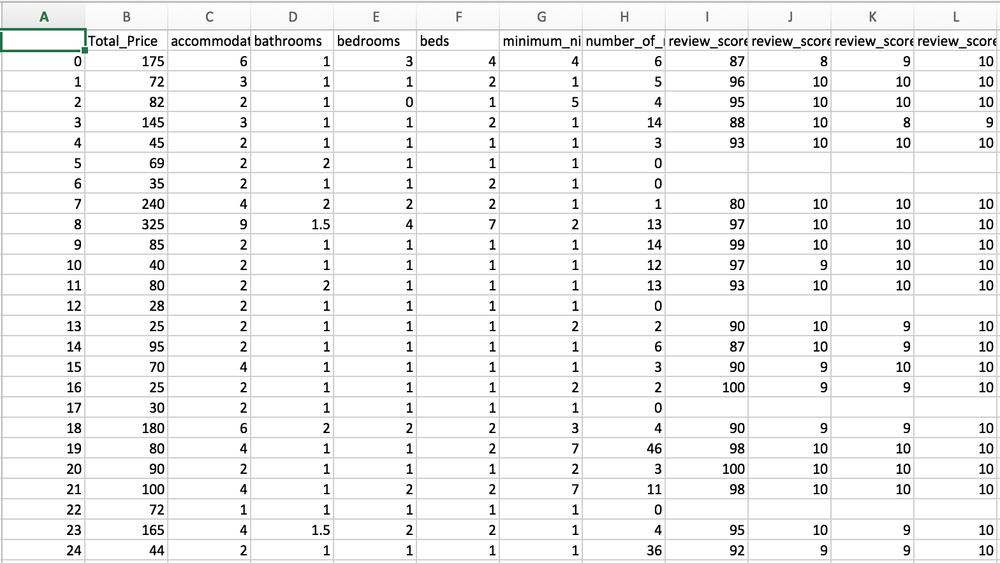 A B C D E F G H I J K L
Total_Price accommodat bathrooms bedrooms beds minimum_ni number_of_ review_score review_score review_score review_score
0 175 6 1 3 4 4 6 87 8 9 10
1 72 3 1 1 2 1 5 96 10 10 10
2 82 2 1 0 1 5 4 95 10 10 10
3 145 3 1 1 2 1 14 88 10 8 9
4 45 2 1 1 1 1 3 93 10 10 10
5 69 2 2 1 1 1 0
6 35 2 1 1 2 1 0
7 240 4 2 2 2 1 1 80 10 10 10
8 325 9 1.5 4 7 2 13 97 10 10 10
9 85 2 1 1 1 1 14 99 10 10 10
10 40 2 1 1 1 1 12 97 9 10 10
11 80 2 2 1 1 1 13 93 10 10 10
12 28 2 1 1 1 1 0
13 25 2 1 1 1 2 2 90 10 9 10
14 95 2 1 1 1 1 6 87 10 9 10
15 70 4 1 1 1 1 3 90 9 10 10
16 25 2 1 1 1 2 2 100 9 9 10
17 30 2 1 1 1 1 0
18 180 6 2 2 2 3 4 90 9 9 10
19 80 4 1 1 2 7 46 98 10 10 10
20 90 2 1 1 1 2 3 100 10 10 10
21 100 4 1 2 2 7 11 98 10 10 10
22 72 1 1 1 1 1 0
23 165 4 1.5 2 2 1 4 95 10 9 10
24 44 2 1 1 1 1 36 92 9 9 10